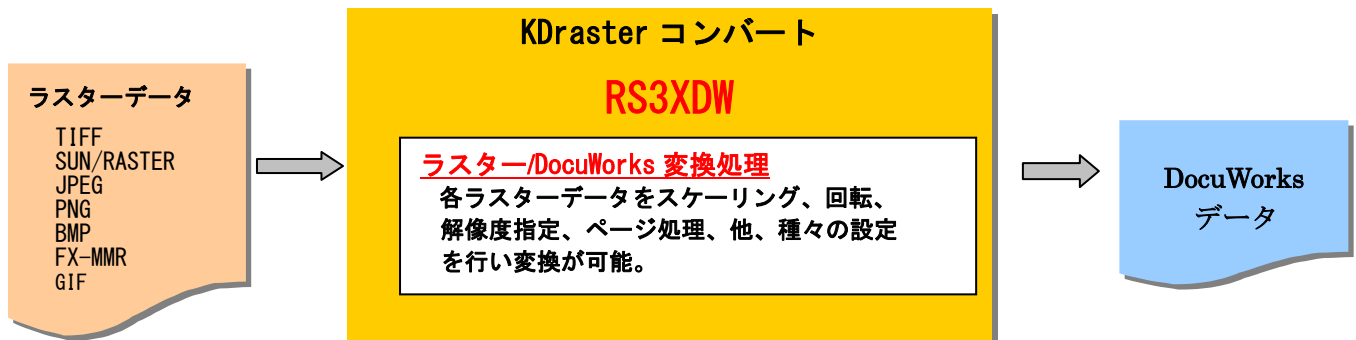 ラスターデータ
TIFF
SUN/RASTER
JPEG
PNG
BMP
FX-MMR
GIF
KDraster コンバート
RS3XDW
ラスター/DocuWorks 変換処理
各ラスターデータをスケーリング、回転、
解像度指定、ページ処理、他、種々の設定
を行い変換が可能。
DocuWorks
データ